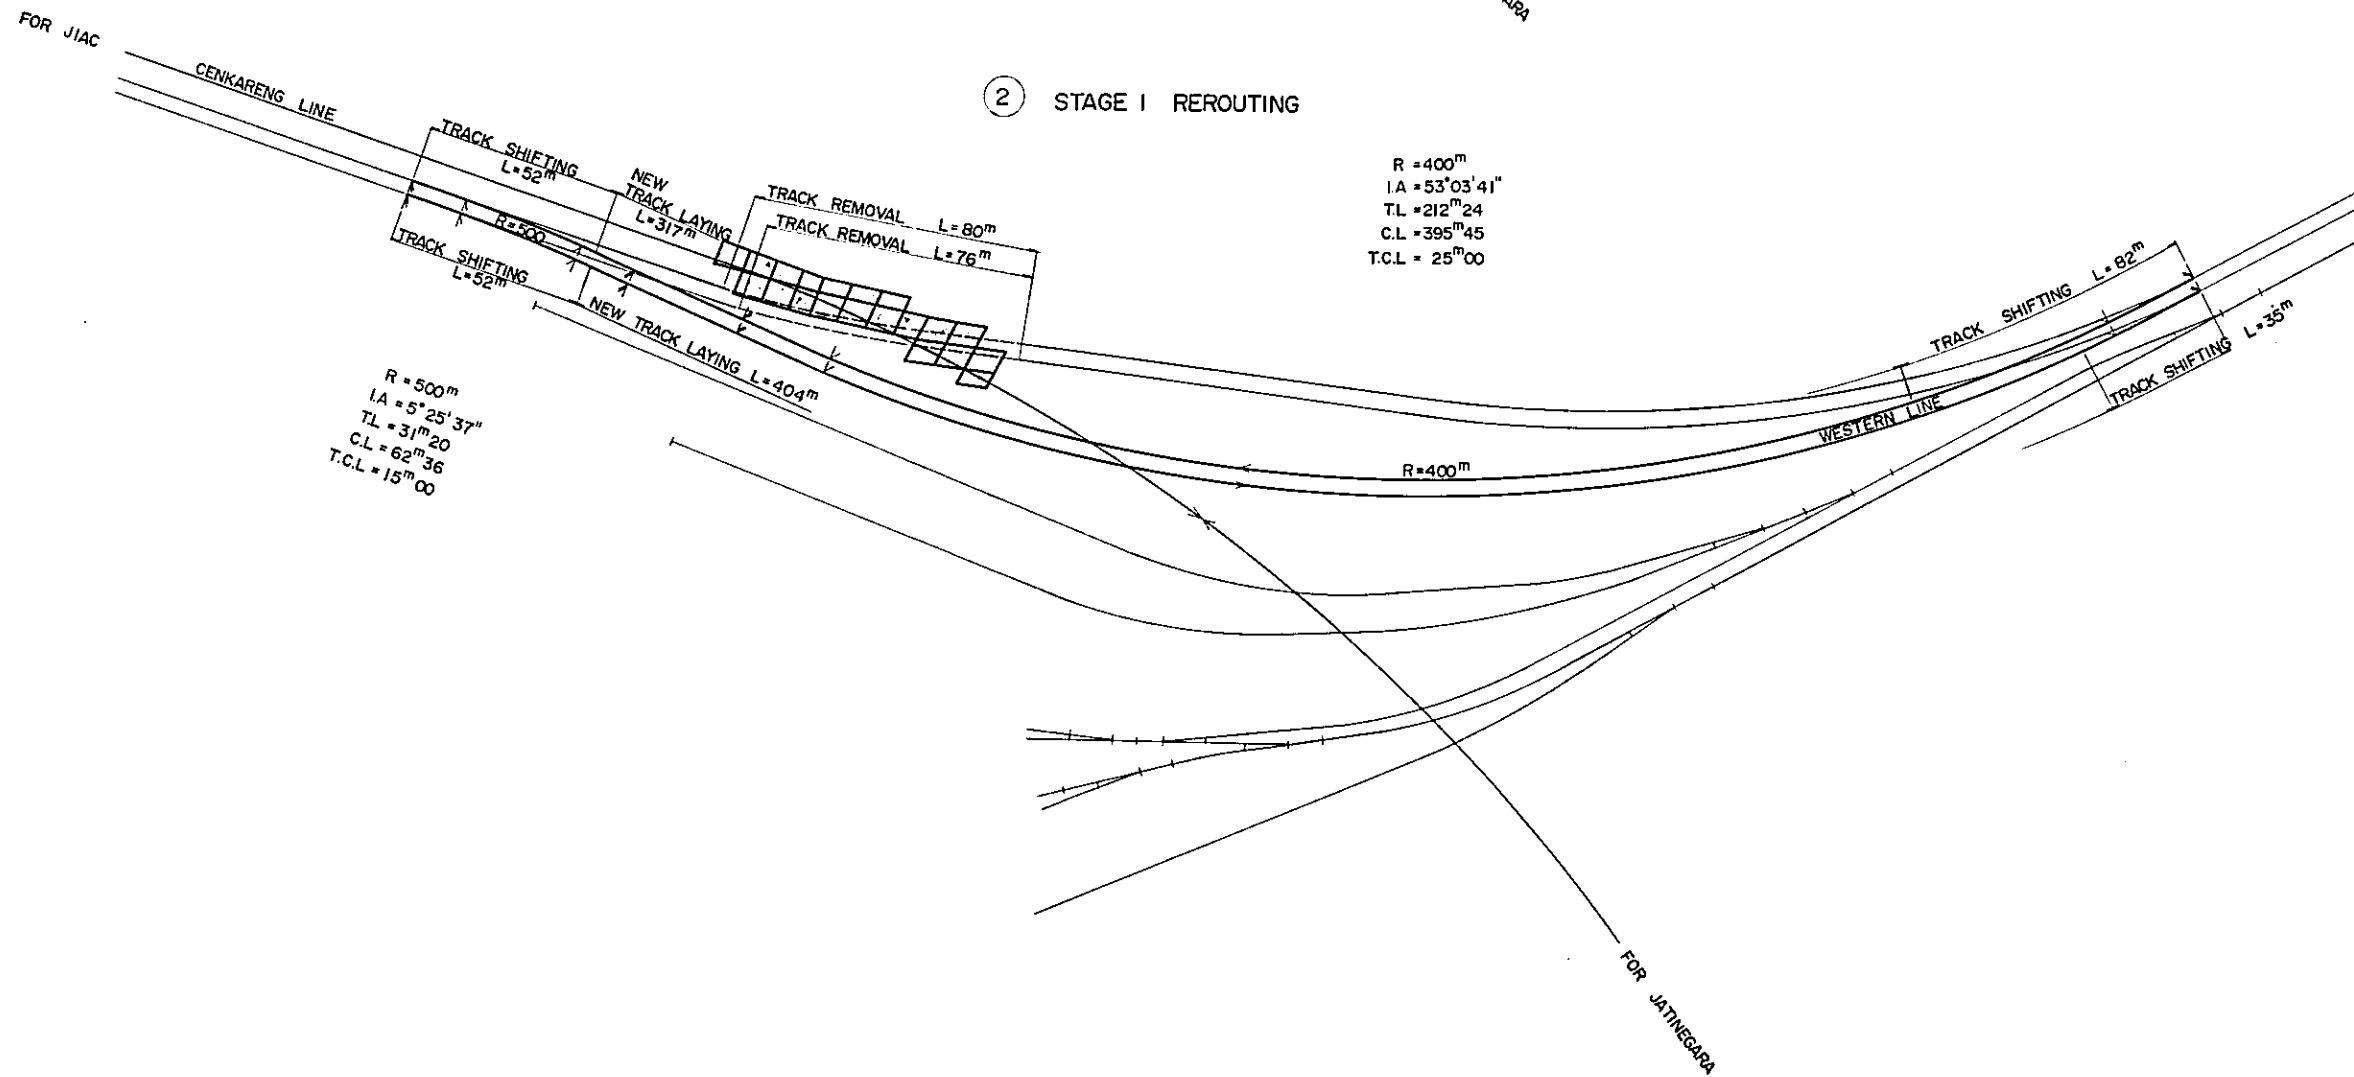 ARA
FOR JIAC
CENKARENG LINE
2 STAGE 1 REROUTING
TRACK SHIFTING
L=52m
NEW
TRACK LAYING
L=317m
TRACK REMOVAL L=80m
TRACK REMOVAL L=76m
R=500
TRACK SHIFTING
L=52m
NEW TRACK LAYING L=404m
R=400m
I.A=53°03'41"
T.L=212m24
C.L=395m45
T.C.L=25m00
R=500m
I.A=5°25'37"
T.L=31m20
C.L=62m36
T.C.L=15m00
TRACK SHIFTING L=82m
TRACK SHIFTING L=35m
WESTERN LINE
R=400m
FOR JATINEGARA